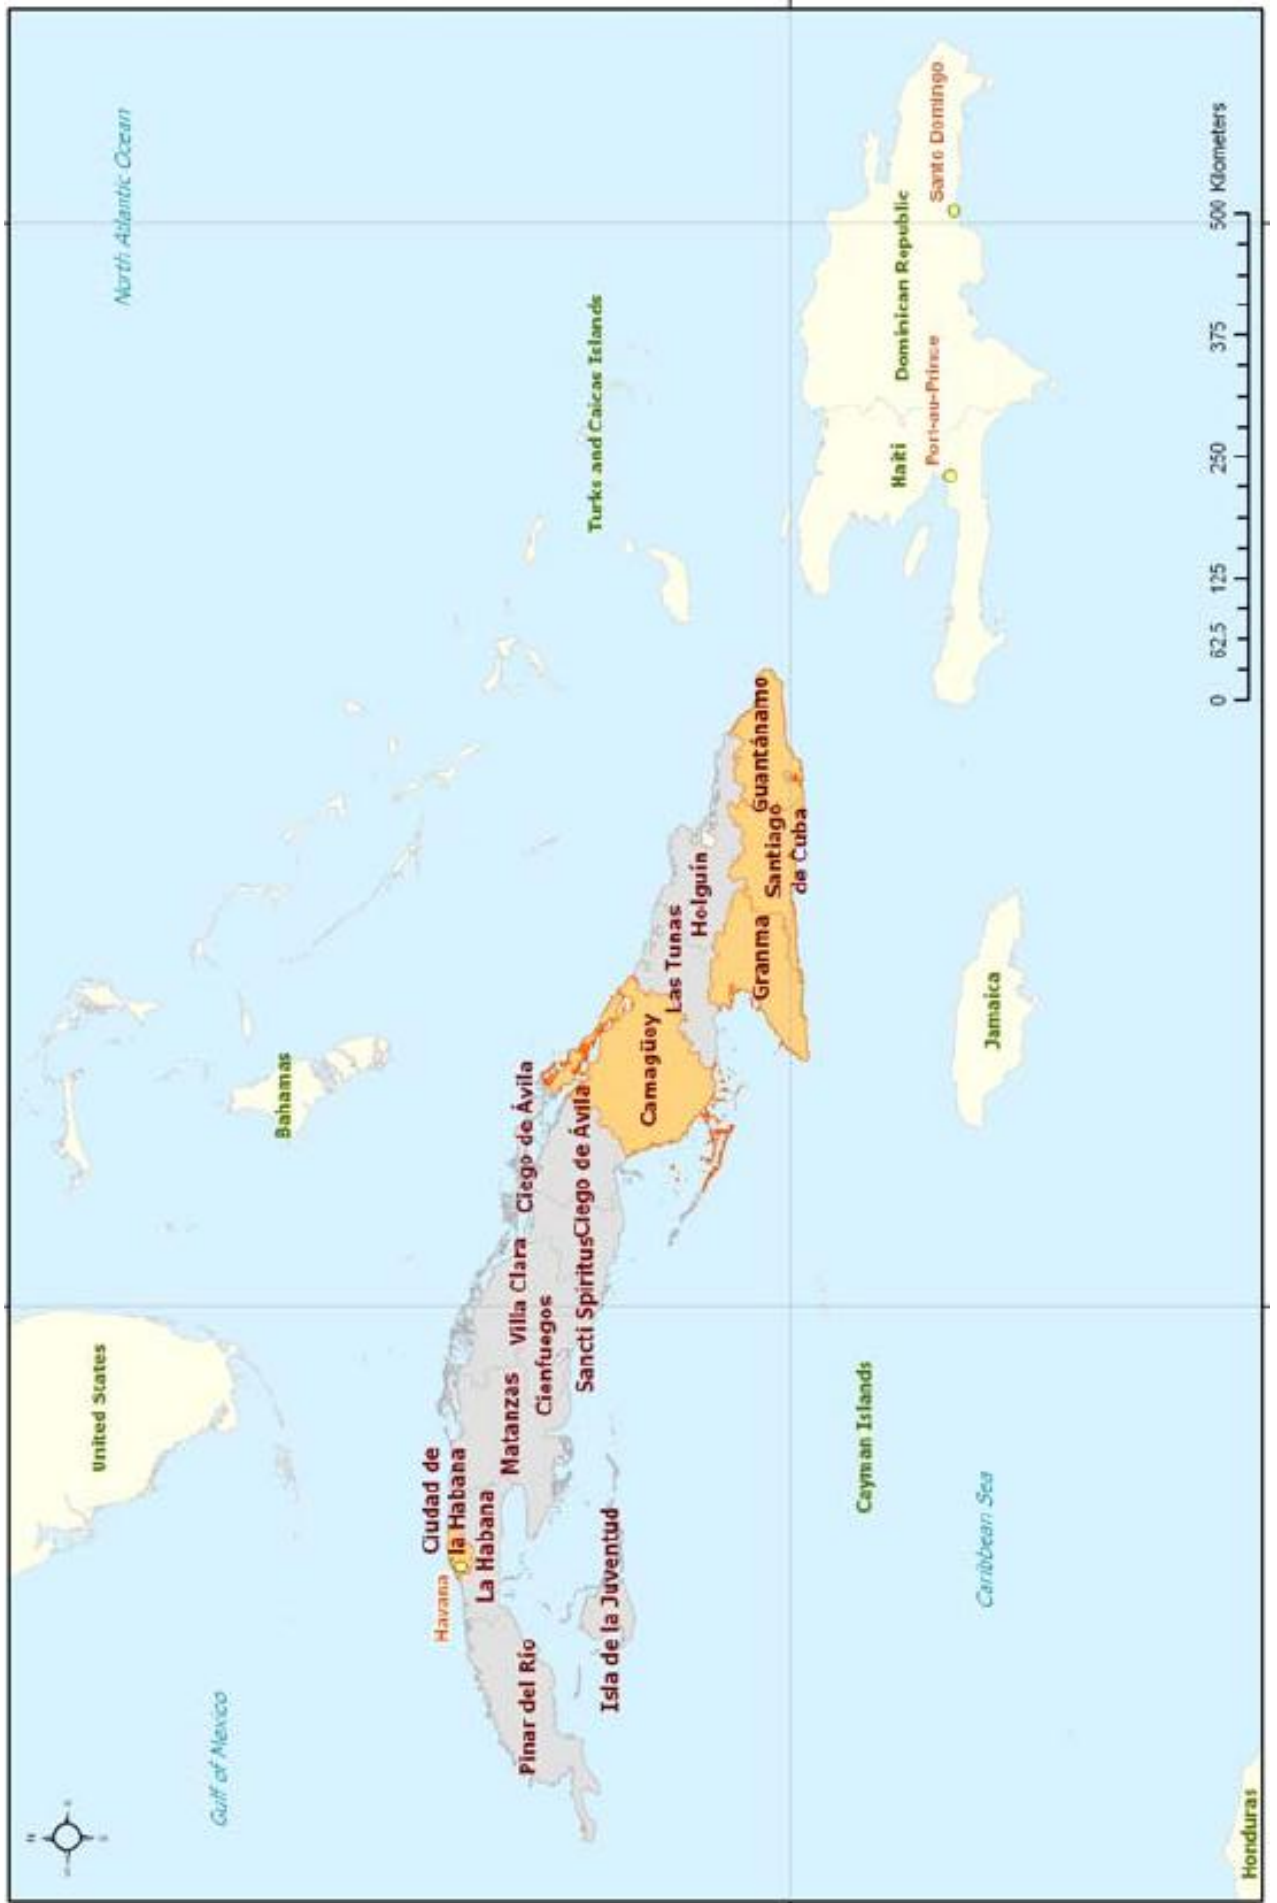 N
North Atlantic Ocean
United States
Gulf of Mexico
Bahamas
Ciudad de
la Habana
Havana
La Habana
Matanzas
Villa Clara
Ciego de Ávila
Pinar del Río
Cienfuegos
Sancti Spiritus
Ciego de Ávila
Isla de la Juventud
Turks and Caicas Islands
Camagüey
Las Tunas
Holguín
Granma
Guantánamo
Santiago
de Cuba
Cayman Islands
Haiti
Dominican Republic
Port-au-Prince
Santo Domingo
Jamaica
Caribbean Sea
0 62.5 125 250 375 500 Kilometers
Honduras